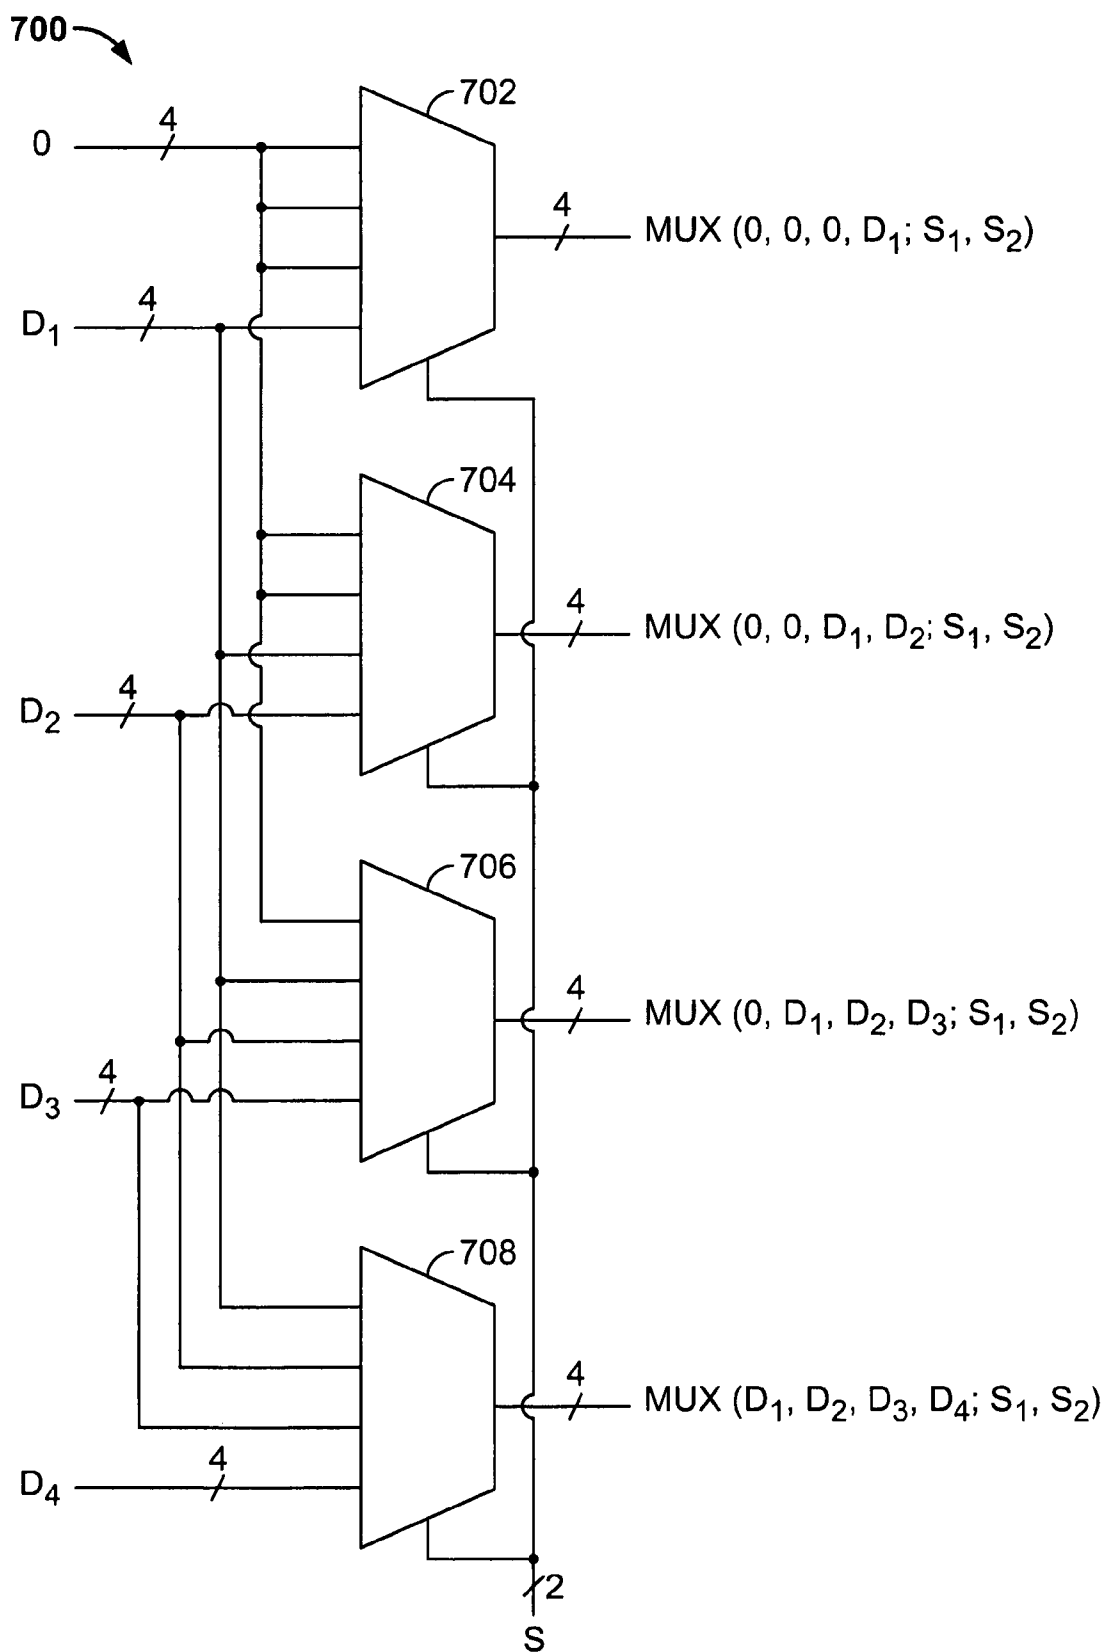 700
702
4
0
4
MUX (0, 0, 0, D₁; S₁, S₂)
4
D₁
704
4
MUX (0, 0, D₁, D₂; S₁, S₂)
4
D₂
706
4
MUX (0, D₁, D₂, D₃; S₁, S₂)
4
D₃
708
4
MUX (D₁, D₂, D₃, D₄; S₁, S₂)
4
D₄
2
S